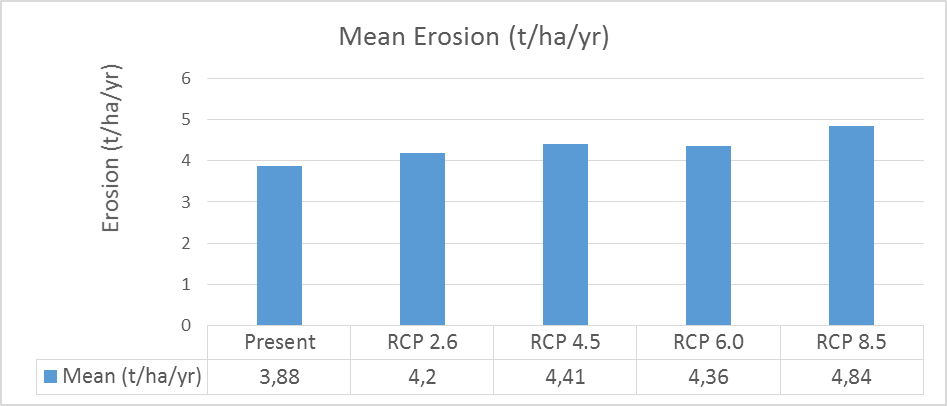 Mean Erosion (t/ha/yr)
Erosion (t/ha/yr)
6
5
4
3
2
1
0
Present RCP 2.6 RCP 4.5 RCP 6.0 RCP 8.5
Mean (t/ha/yr) 3,88 4,2 4,41 4,36 4,84